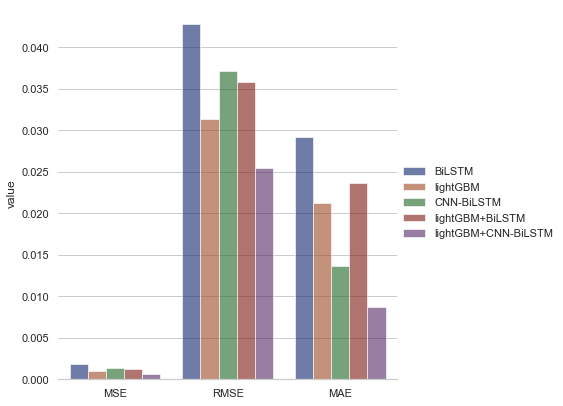 0.040
0.035
0.030
0.025
0.020
0.015
0.010
0.005
0.000
value
MSE
RMSE
MAE
BiLSTM
lightGBM
CNN-BiLSTM
lightGBM+BiLSTM
lightGBM+CNN-BiLSTM